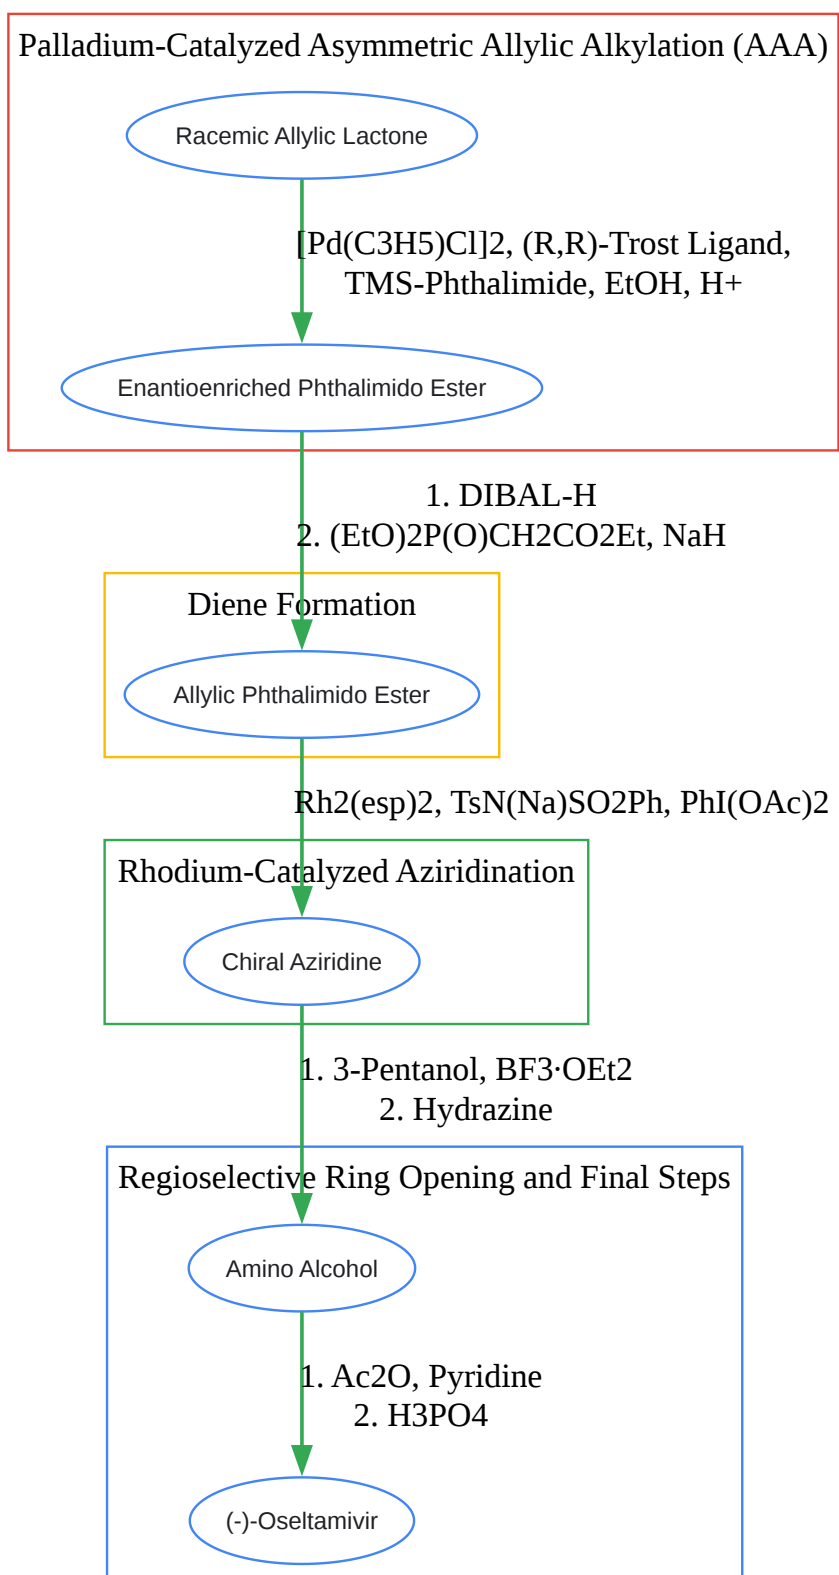 Palladium-Catalyzed Asymmetric Allylic Alkylation (AAA)
Racemic Allylic Lactone
[Pd(C3H5)Cl]2, (R,R)-Trost Ligand,
TMS-Phthalimide, EtOH, H+
Enantioenriched Phthalimido Ester
1. DIBAL-H
2. (EtO)2P(O)CH2CO2Et, NaH
Diene Formation
Allylic Phthalimido Ester
Rh2(esp)2, TsN(Na)SO2Ph, PhI(OAc)2
Rhodium-Catalyzed Aziridination
Chiral Aziridine
1. 3-Pentanol, BF3·OEt2
2. Hydrazine
Regioselective Ring Opening and Final Steps
Amino Alcohol
1. Ac2O, Pyridine
2. H3PO4
(-)-Oseltamivir